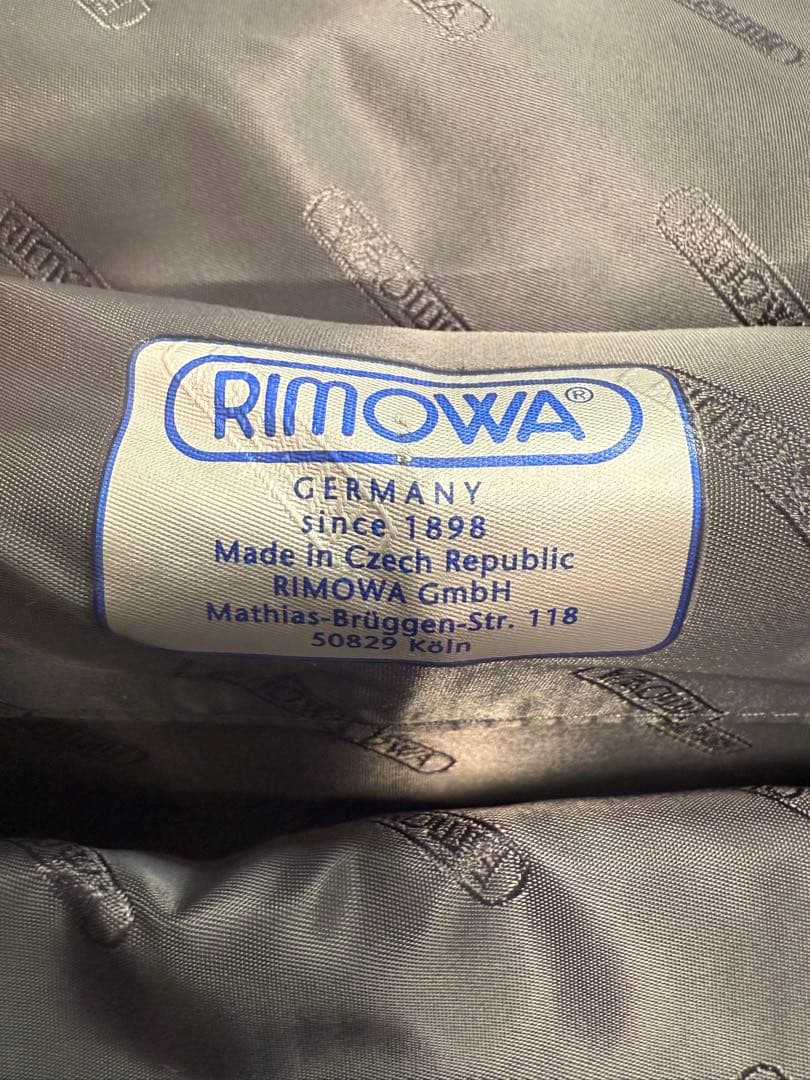 RIMOWA®
GERMANY
since 1898
Made in Czech Republic
RIMOWA GmbH
Mathias-Brüggen-Str. 118
50829 Köln